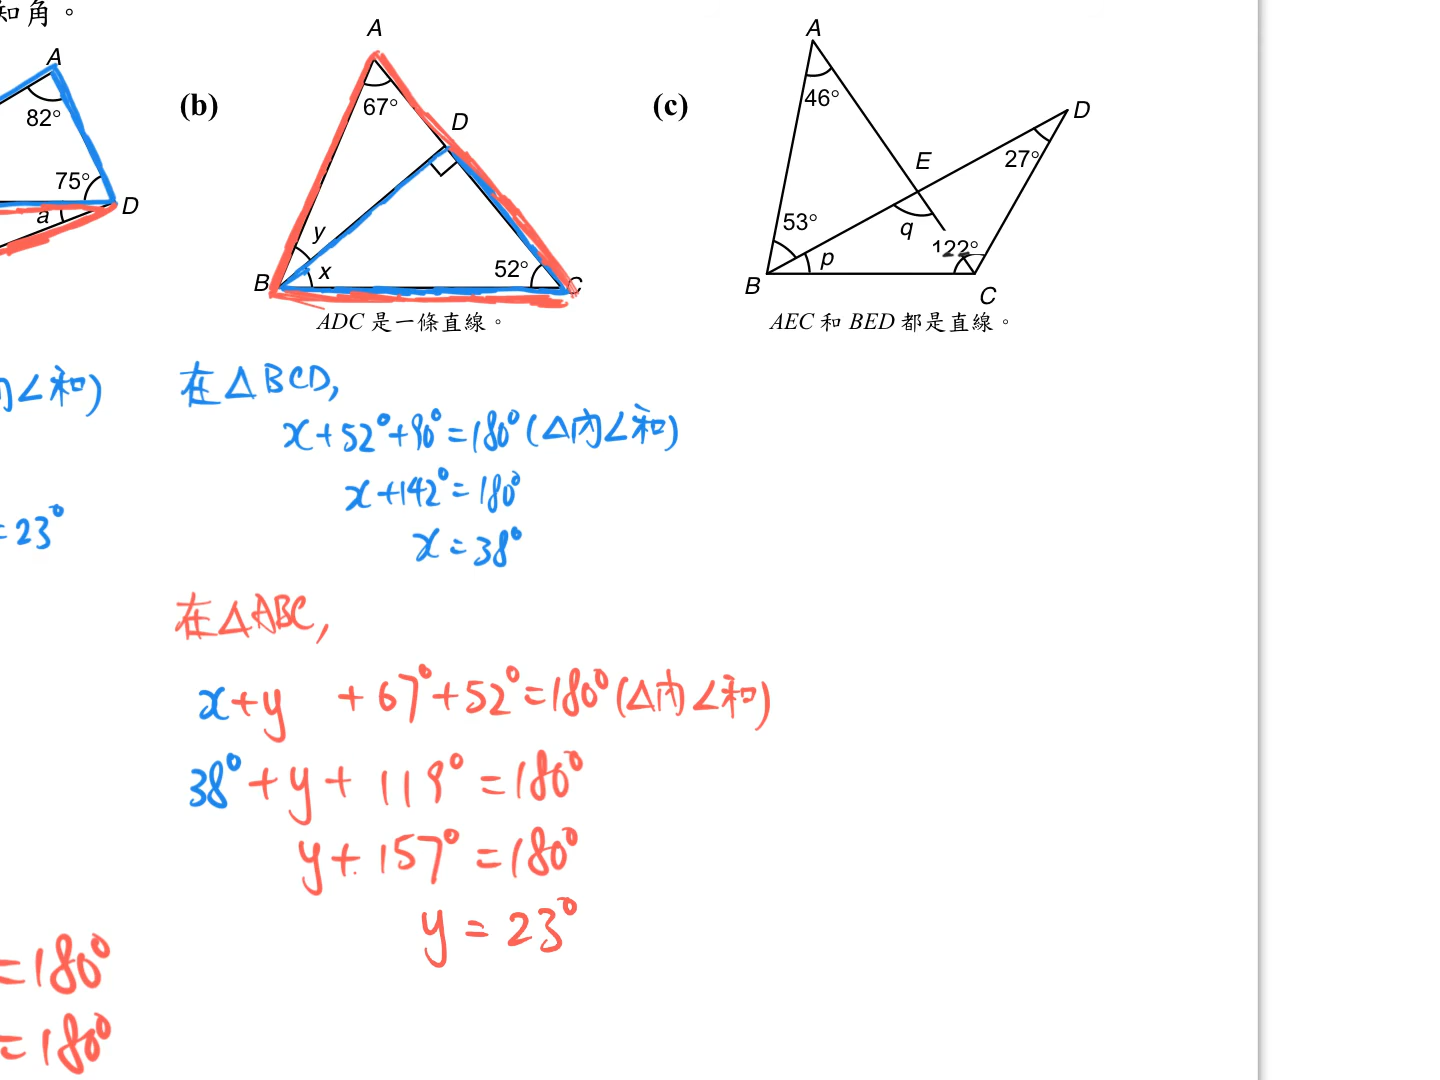 知角。
A
82°
75°
a
D
(b)
A
67°
D
y
x
52°
B
C
ADC 是一條直線。
(c)
A
46°
D
27°
E
53°
q
122°
p
B
C
AEC 和 BED 都是直線。
内∠和)
= 23°
= 180°
= 180°
在△BCD,
x + 52° + 90° = 180° (△內∠和)
x + 142° = 180°
x = 38°
在△ABC,
x + y + 67° + 52° = 180° (△內∠和)
38° + y + 119° = 180°
y + 157° = 180°
y = 23°